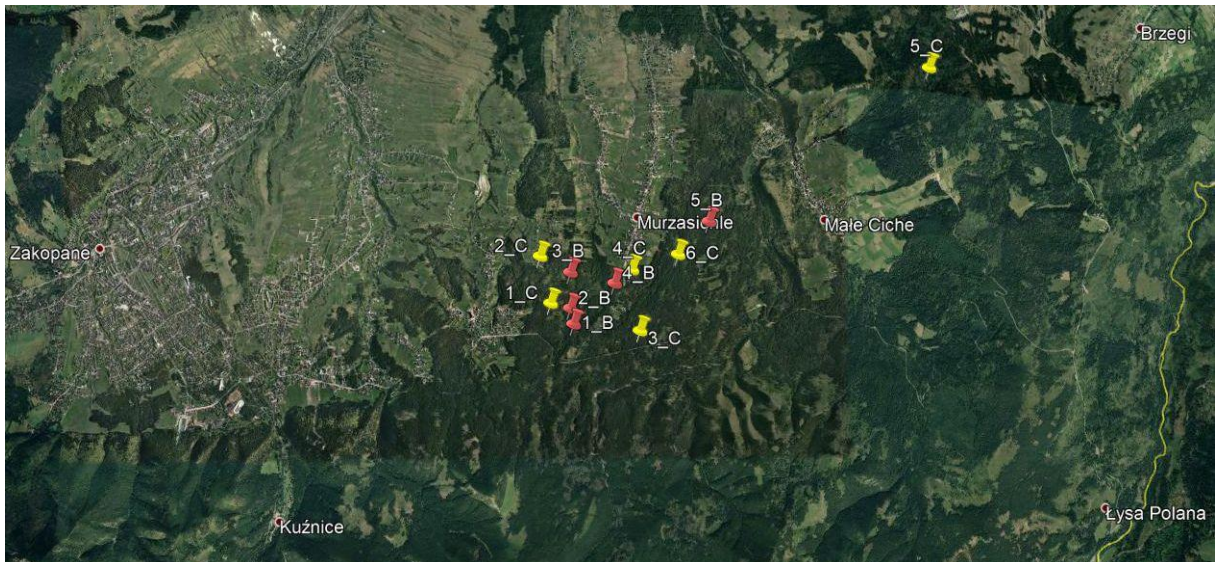 Brzegi
5_C
5_B
Murzasichle
Małe Ciche
Zakopane
2_C
3_B
4_C
6_C
4_B
1_C
2_B
1_B
3_C
Kuźnice
Łysa Polana